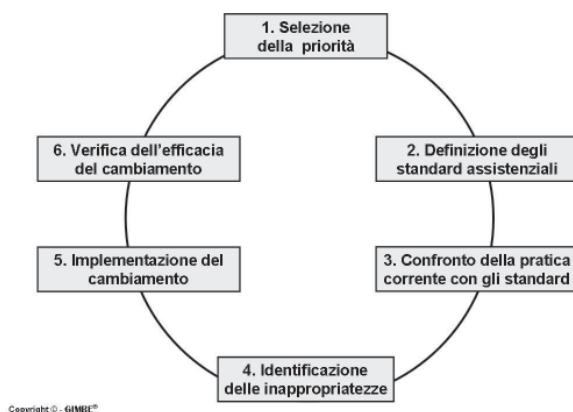 1. Selezione
della priorità
2. Definizione degli
standard assistenziali
3. Confronto della pratica
corrente con gli standard
4. Identificazione
delle inappropriatezze
5. Implementazione del
cambiamento
6. Verifica dell'efficacia
del cambiamento
Copyright © - GIMBE®